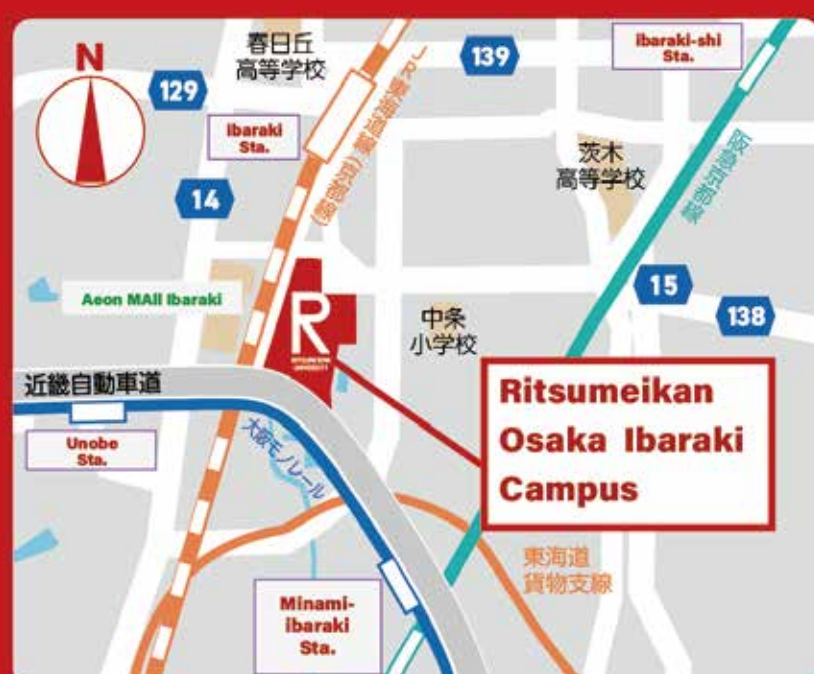 春日丘
高等学校
N
129
JR東海道線(京都線)
139
ibaraki-shi
Sta.
Ibaraki
Sta.
14
茨木
高等学校
阪急京都線
Aeon MAll Ibaraki
R
RITSUMEIKAN
UNIVERSITY
15
138
中条
小学校
近畿自動車道
Unobe
Sta.
大阪モノレール
Ritsumeikan
Osaka Ibaraki
Campus
東海道
貨物支線
Minami-
ibaraki
Sta.